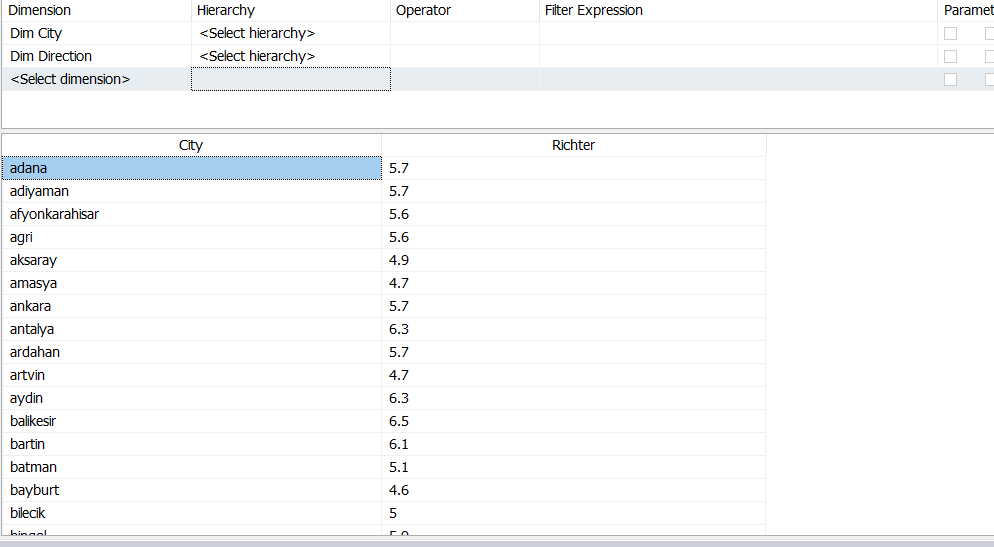 Dimension Hierarchy Operator Filter Expression Paramet
Dim City <Select hierarchy>
Dim Direction <Select hierarchy>
<Select dimension>
City Richter
adana 5.7
adiyaman 5.7
afyonkarahisar 5.6
agri 5.6
aksaray 4.9
amasya 4.7
ankara 5.7
antalya 6.3
ardahan 5.7
artvin 4.7
aydin 6.3
balikesir 6.5
bartin 6.1
batman 5.1
bayburt 4.6
bilecik 5